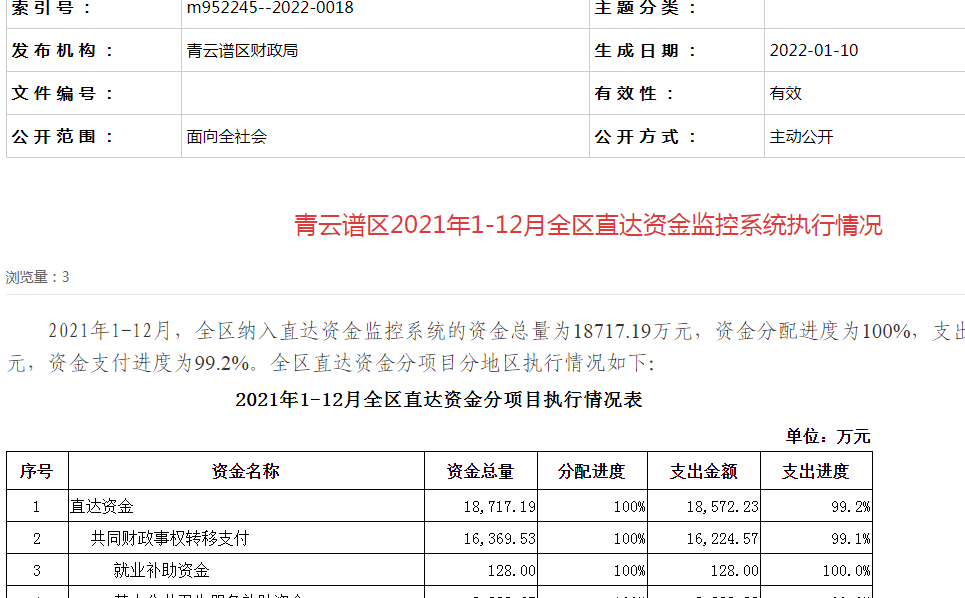 索引号： m952245--2022-0018 主题分类：
发布机构： 青云谱区财政局 生成日期： 2022-01-10
文件编号： 有效性： 有效
公开范围： 面向全社会 公开方式： 主动公开
青云谱区2021年1-12月全区直达资金监控系统执行情况
浏览量：3
2021年1-12月，全区纳入直达资金监控系统的资金总量为18717.19万元，资金分配进度为100%，支出
元，资金支付进度为99.2%。全区直达资金分项目分地区执行情况如下：
2021年1-12月全区直达资金分项目执行情况表
单位：万元
序号 资金名称 资金总量 分配进度 支出金额 支出进度
1 直达资金 18,717.19 100% 18,572.23 99.2%
2 共同财政事权转移支付 16,369.53 100% 16,224.57 99.1%
3 就业补助资金 128.00 100% 128.00 100.0%